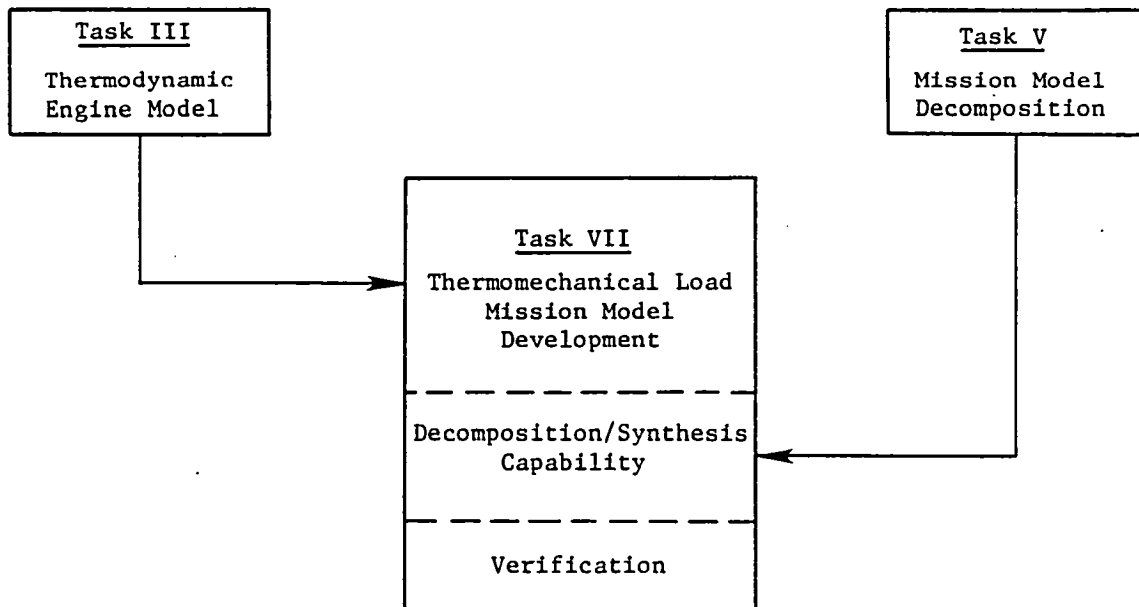 Task III
Thermodynamic
Engine Model
Task V
Mission Model
Decomposition
Task VII
Thermomechanical Load
Mission Model
Development
Decomposition/Synthesis
Capability
Verification